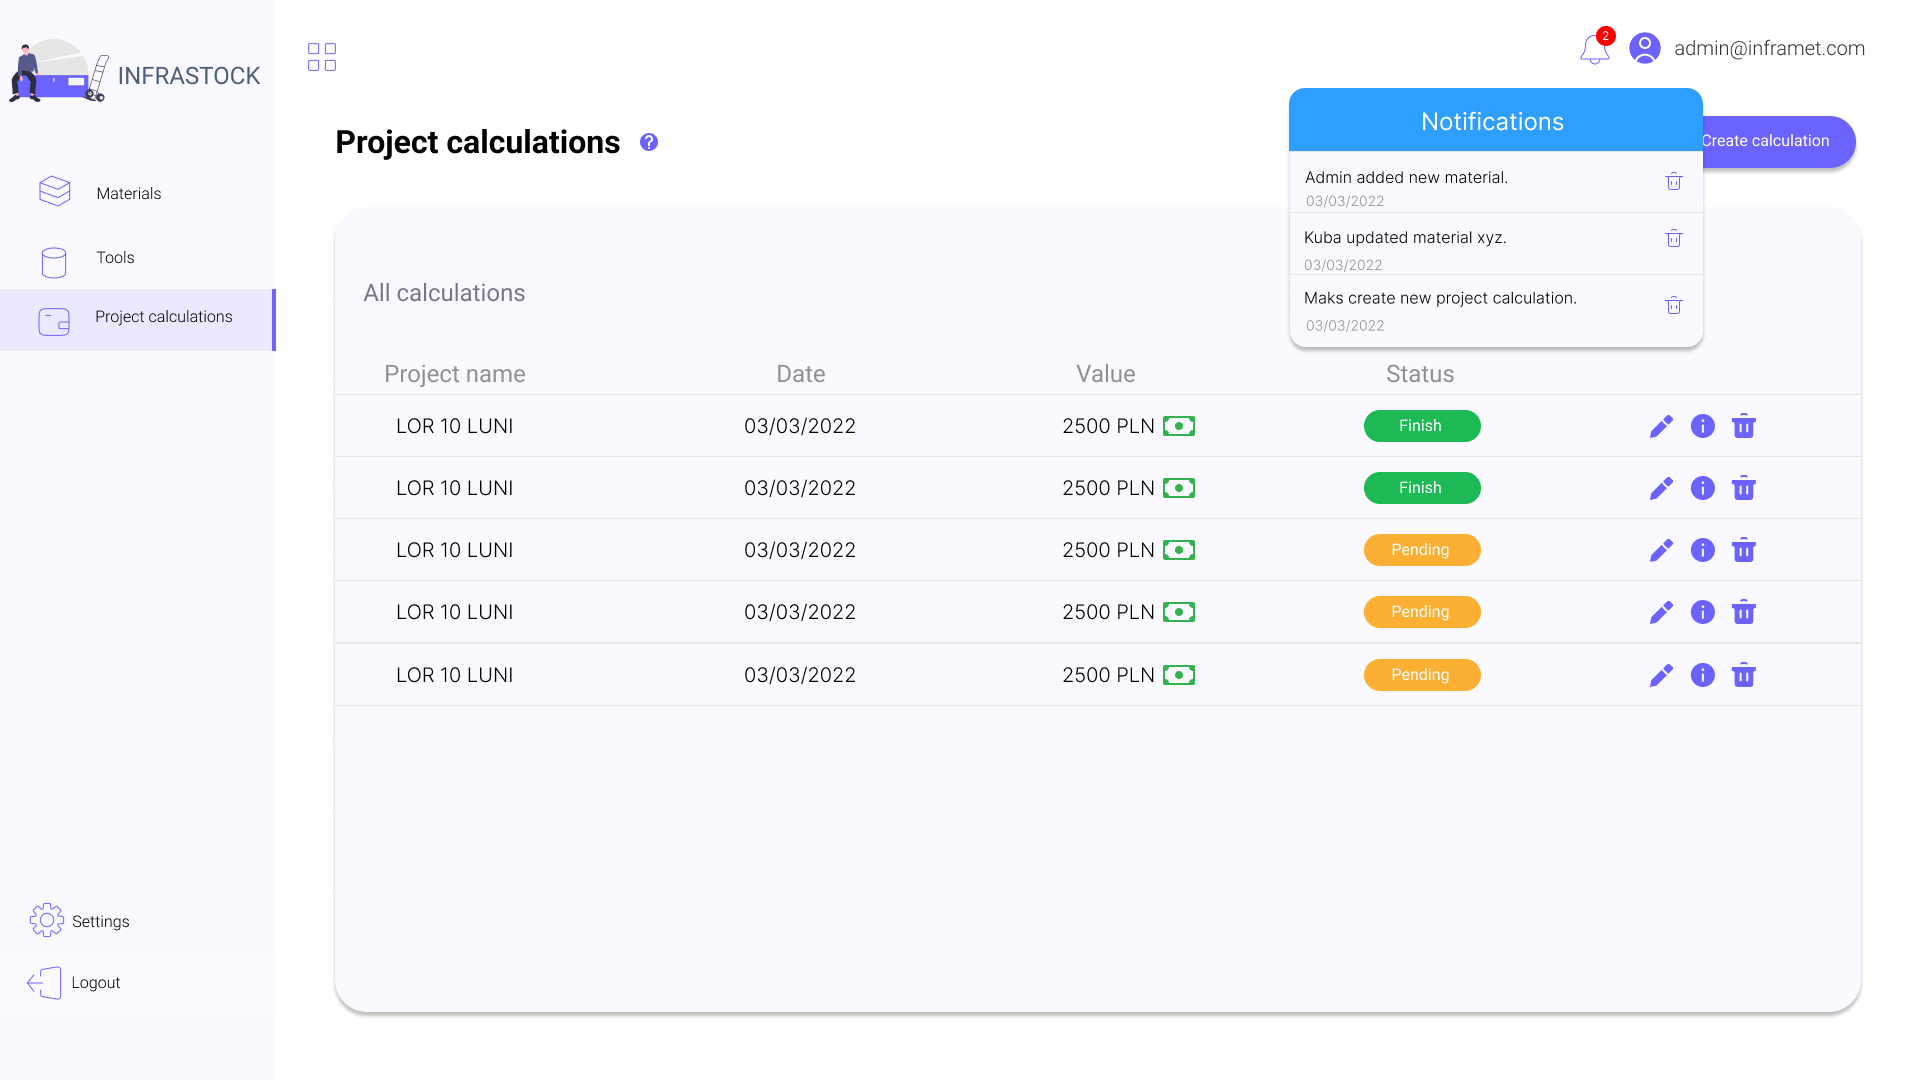 INFRASTOCK
Materials
Tools
Project calculations
Settings
Logout
2
admin@inframet.com
Project calculations ?
Create calculation
Notifications
Admin added new material.
03/03/2022
Kuba updated material xyz.
03/03/2022
Maks create new project calculation.
03/03/2022
All calculations
Project name Date Value Status
LOR 10 LUNI 03/03/2022 2500 PLN Finish
LOR 10 LUNI 03/03/2022 2500 PLN Finish
LOR 10 LUNI 03/03/2022 2500 PLN Pending
LOR 10 LUNI 03/03/2022 2500 PLN Pending
LOR 10 LUNI 03/03/2022 2500 PLN Pending